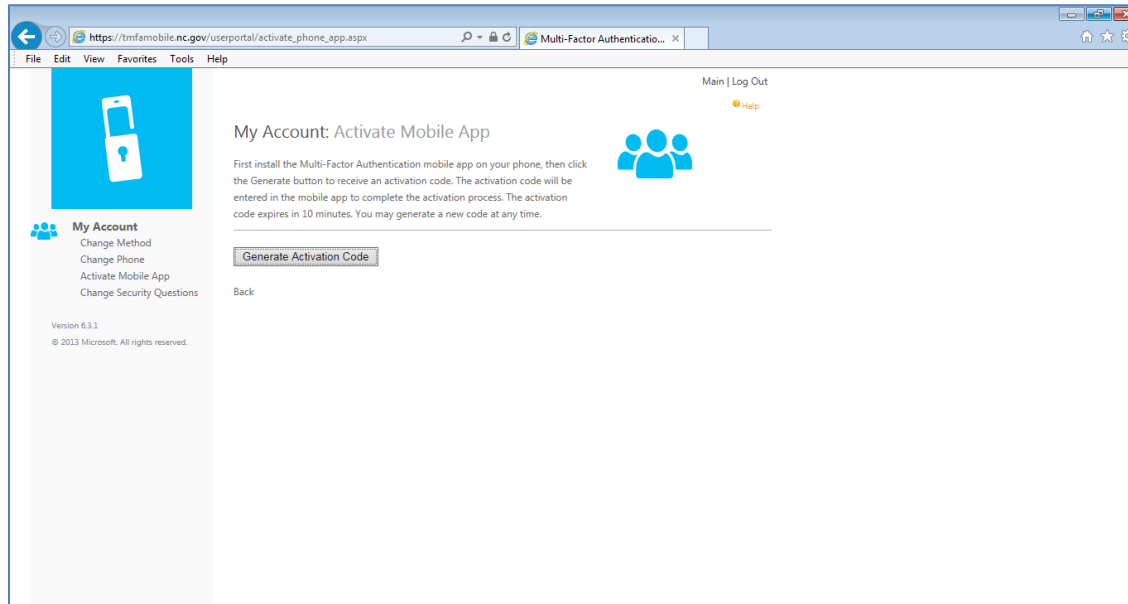 https://tmfamobile.nc.gov/userportal/activate_phone_app.aspx
Multi-Factor Authenticatio...
File Edit View Favorites Tools Help
Main | Log Out
Help
My Account: Activate Mobile App
First install the Multi-Factor Authentication mobile app on your phone, then click
the Generate button to receive an activation code. The activation code will be
entered in the mobile app to complete the activation process. The activation
code expires in 10 minutes. You may generate a new code at any time.
My Account
Change Method
Change Phone
Activate Mobile App
Change Security Questions
Generate Activation Code
Back
Version 6.3.1
© 2013 Microsoft. All rights reserved.